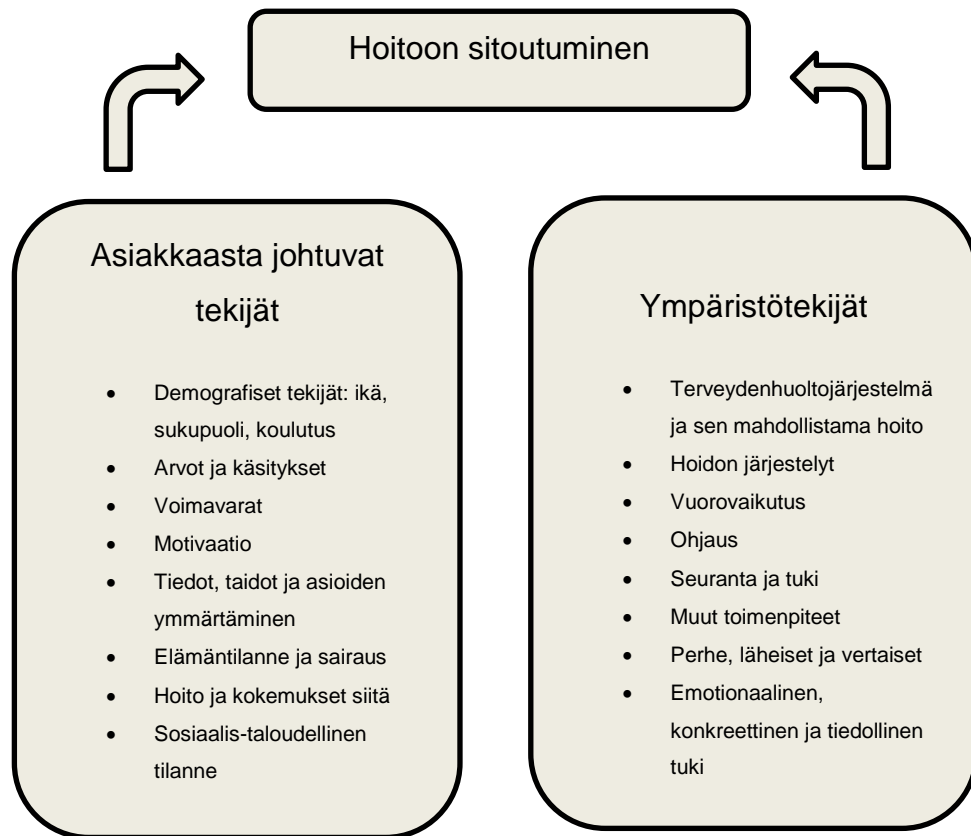 Hoitoon sitoutuminen
Asiakkaasta johtuvat
tekijät
• Demografiset tekijät: ikä,
sukupuoli, koulutus
• Arvot ja käsitykset
• Voimavarat
• Motivaatio
• Tiedot, taidot ja asioiden
ymmärtäminen
• Elämäntilanne ja sairaus
• Hoito ja kokemukset siitä
• Sosiaalis-taloudellinen
tilanne
Ympäristötekijät
• Terveydenhuoltojärjestelmä
ja sen mahdollistama hoito
• Hoidon järjestelyt
• Vuorovaikutus
• Ohjaus
• Seuranta ja tuki
• Muut toimenpiteet
• Perhe, läheiset ja vertaiset
• Emotionaalinen,
konkreettinen ja tiedollinen
tuki